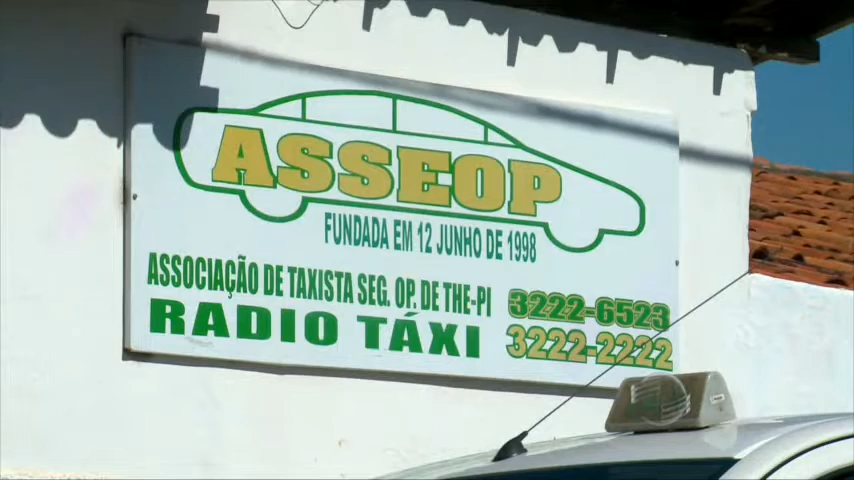 ASSEOP
FUNDADA EM 12 JUNHO DE 1998
ASSOCIAÇÃO DE TAXISTA SEG. OP. DE THE-PI
RADIO TÁXI
3222-6523
3222-2222